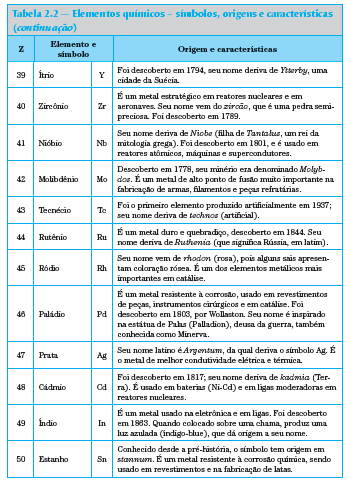 Tabela 2.2 — Elementos químicos – símbolos, origens e características
(continuação)
Z
Elemento e
símbolo
Origem e características
39 Ítrio Y
Foi descoberto em 1794, seu nome deriva de Ytterby, uma
cidade da Suécia.
40 Zircônio Zr
É um metal estratégico em reatores nucleares e em
aeronaves. Seu nome vem do zircão, que é uma pedra semi-
preciosa. Foi descoberto em 1789.
41 Nióbio Nb
Seu nome deriva de Niobe (filha de Tantalus, um rei da
mitologia grega). Foi descoberto em 1801, e é usado em
reatores atômicos, máquinas e supercondutores.
42 Molibdênio Mo
Descoberto em 1778, seu minério era denominado Molyb-
dos. É um metal de alto ponto de fusão muito importante na
fabricação de armas, filamentos e peças refratárias.
43 Tecnécio Tc
Foi o primeiro elemento produzido artificialmente em 1937;
seu nome deriva de technos (artificial).
44 Rutênio Ru
É um metal duro e quebradiço, descoberto em 1844. Seu
nome deriva de Ruthenia (que significa Rússia, em latim).
45 Ródio Rh
Seu nome vem de rhodon (rosa), pois alguns sais apresen-
tam coloração rósea. É um dos elementos metálicos mais
importantes em catálise.
46 Paládio Pd
É um metal resistente à corrosão, usado em revestimentos
de peças, instrumentos cirúrgicos e em catálise. Foi
descoberto em 1803, por Wollaston. Seu nome é inspirado
na estátua de Palas (Palladion), deusa da guerra, também
conhecida como Minerva.
47 Prata Ag
Seu nome latino é Argentum, da qual deriva o símbolo Ag. É
o metal de melhor condutividade elétrica e térmica.
48 Cádmio Cd
Foi descoberto em 1817; seu nome deriva de kadmia (Ter-
ra). É usado em baterias (Ni-Cd) e em ligas moderadoras em
reatores nucleares.
49 Índio In
É um metal usado na eletrônica e em ligas. Foi descoberto
em 1863. Quando colocado sobre uma chama, produz uma
luz azulada (índigo-blue), que dá origem a seu nome.
50 Estanho Sn
Conhecido desde a pré-história, o símbolo tem origem em
stannum. É um metal resistente à corrosão química, sendo
usado em revestimentos e na fabricação de latas.